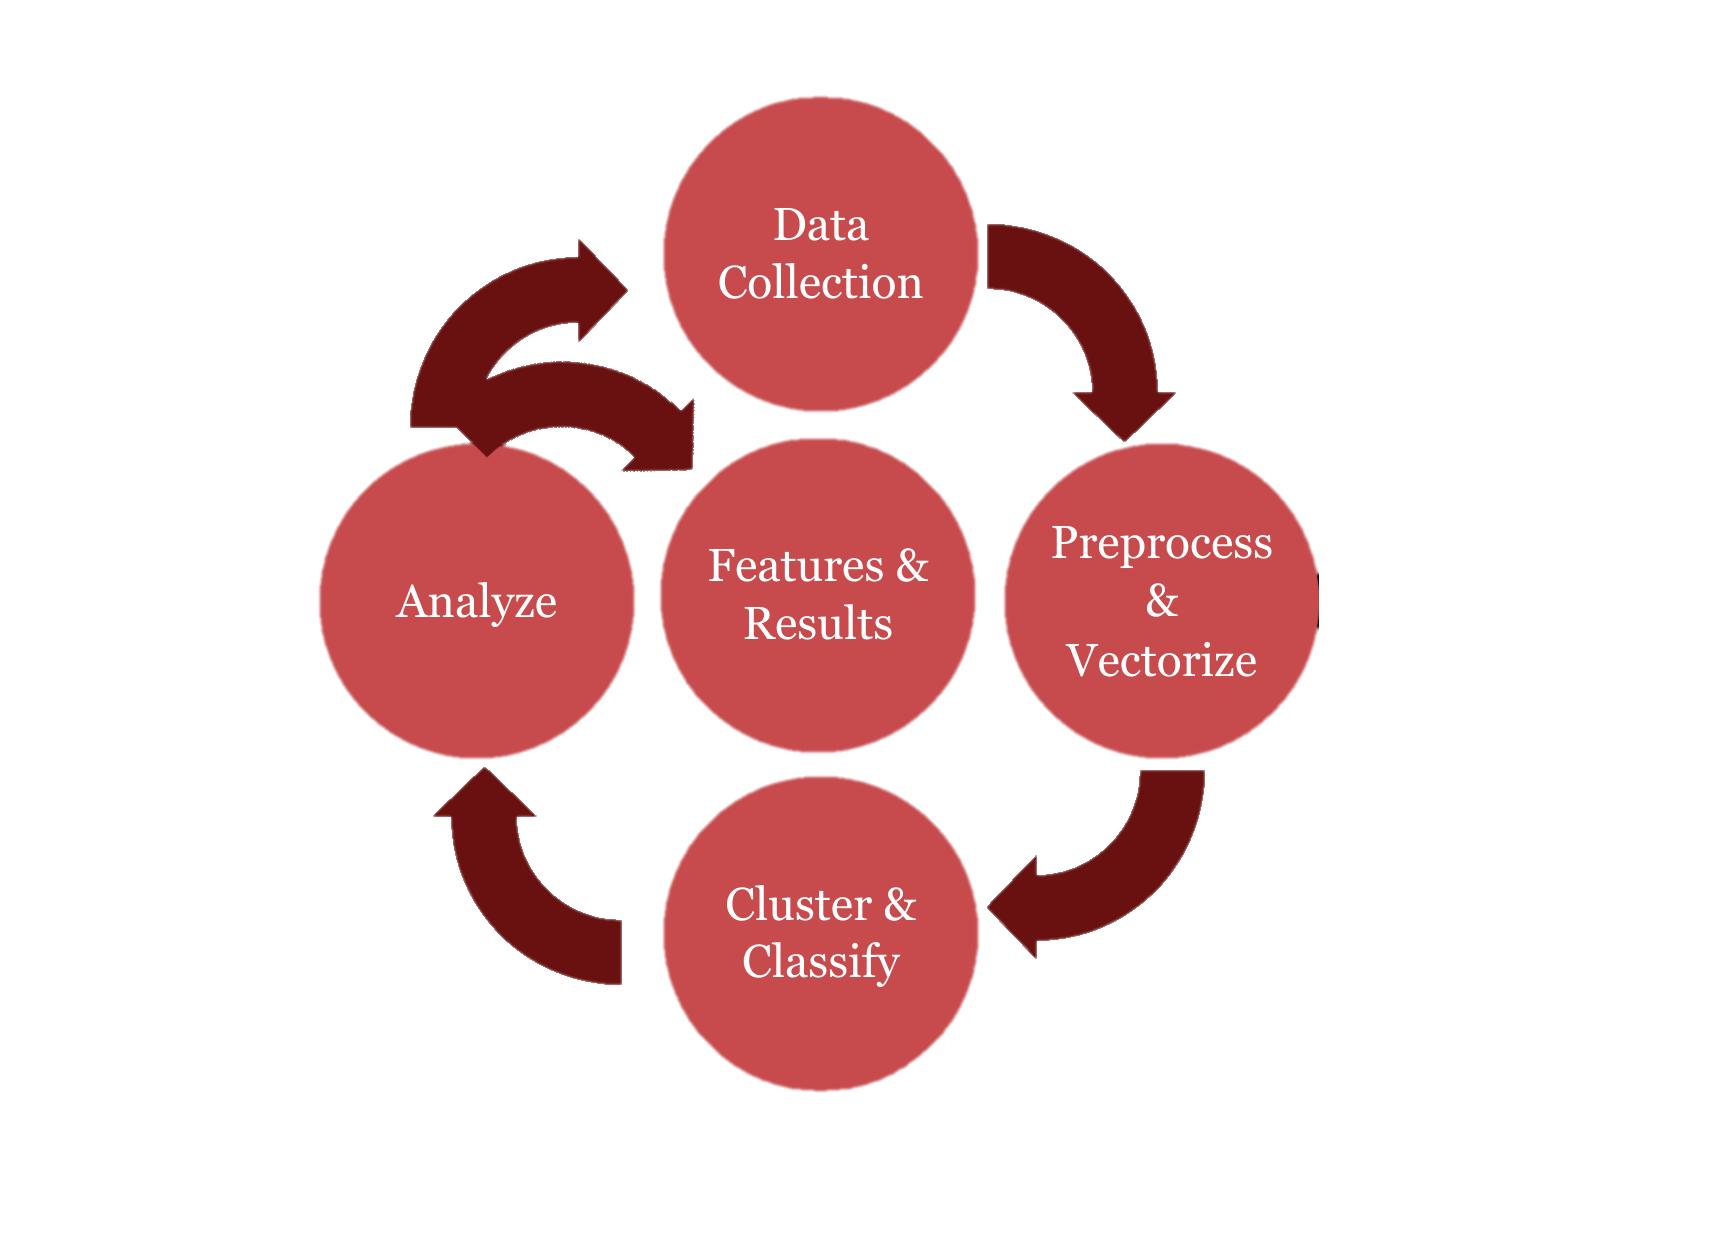 Data
Collection
Features &
Results
Preprocess
&
Vectorize
Analyze
Cluster &
Classify